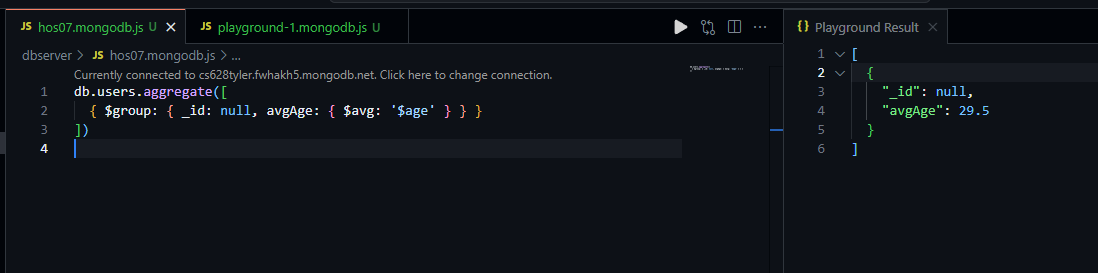 JS hos07.mongodb.js U
JS playground-1.mongodb.js U
dbserver > JS hos07.mongodb.js > ...
Currently connected to cs628tyler.fwhakh5.mongodb.net. Click here to change connection.
1 db.users.aggregate([
2 { $group: { _id: null, avgAge: { $avg: '$age' } } }
3 ])
4
{} Playground Result
1 [
2 {
3 "_id": null,
4 "avgAge": 29.5
5 }
6 ]